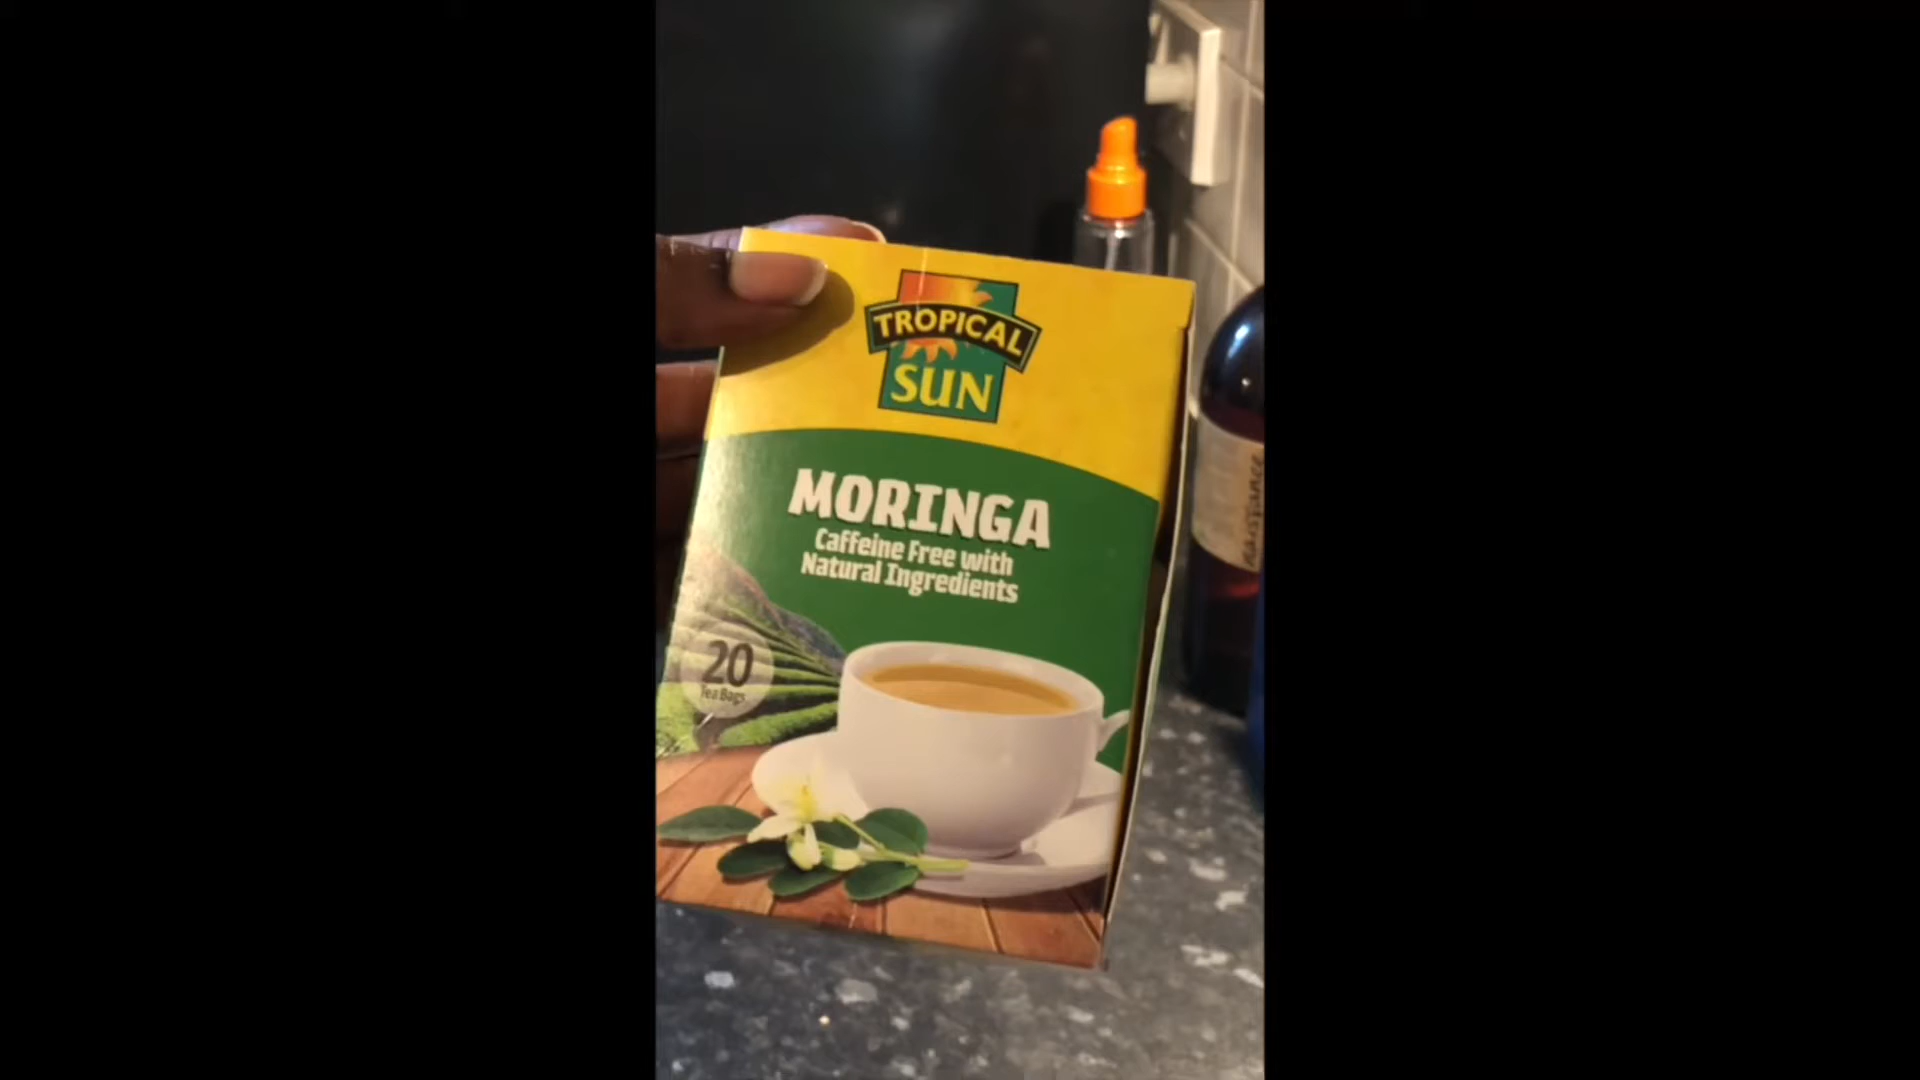 TROPICAL
SUN
MORINGA
Caffeine Free with
Natural Ingredients
20
Tea Bags